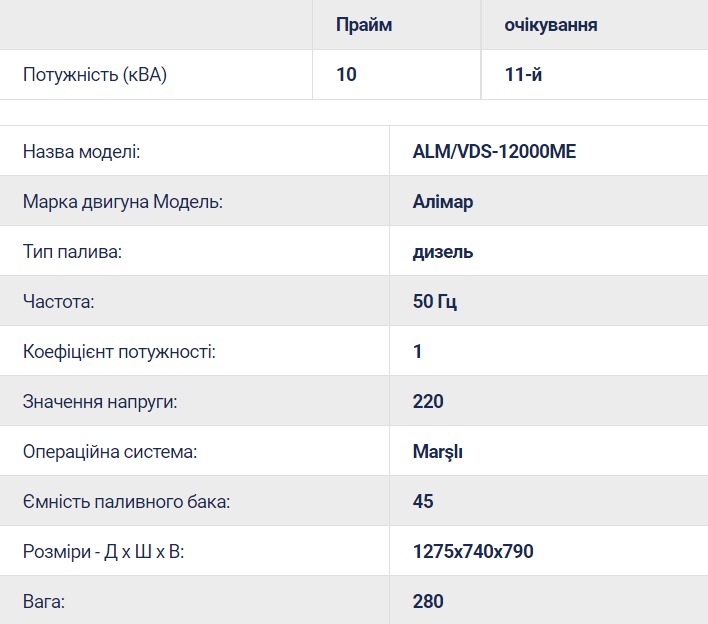 Прайм очікування
Потужність (кВА) 10 11-й
Назва моделі: ALM/VDS-12000ME
Марка двигуна Модель: Алімар
Тип палива: дизель
Частота: 50 Гц
Коефіцієнт потужності: 1
Значення напруги: 220
Операційна система: Marşlı
Ємність паливного бака: 45
Розміри - Д x Ш x В: 1275x740x790
Вага: 280